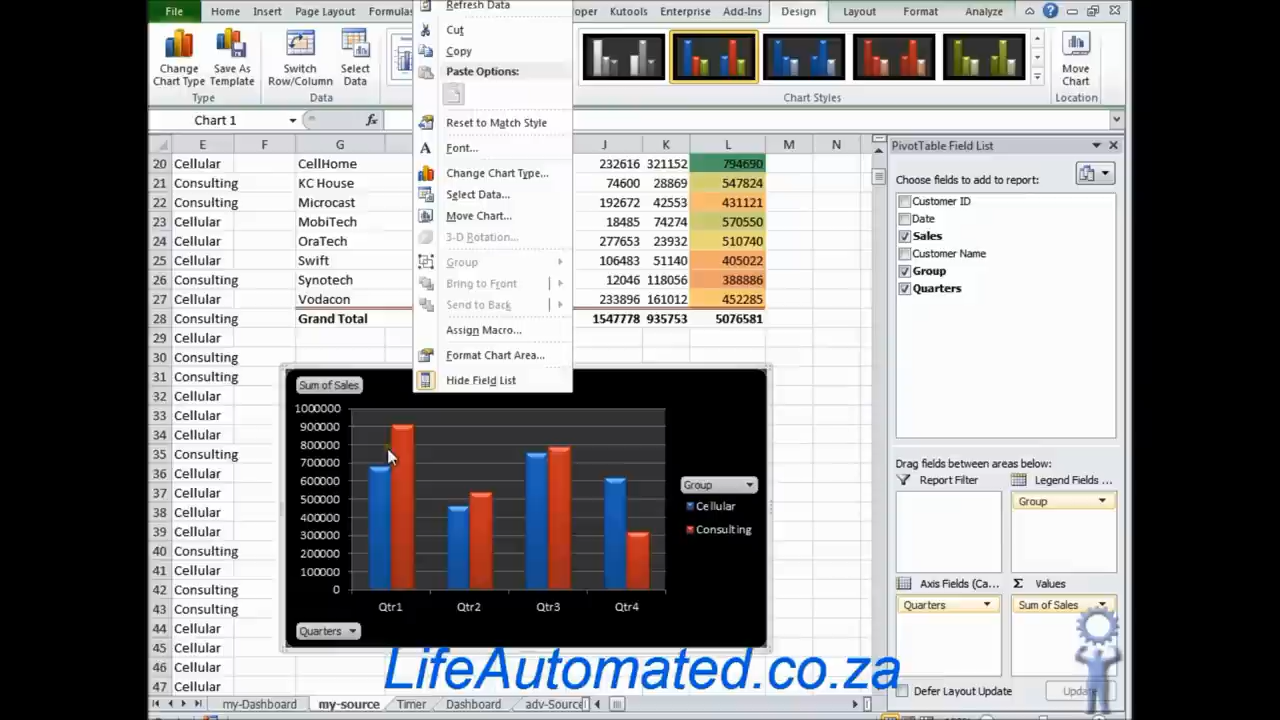 File Home Insert Page Layout Formulas oper Kutools Enterprise Add-Ins Design Layout Format Analyze
Refresh Data
Cut
Copy
Paste Options:
Reset to Match Style
Font...
Change Chart Type...
Select Data...
Move Chart...
3-D Rotation...
Group
Bring to Front
Send to Back
Assign Macro...
Format Chart Area...
Hide Field List
Change Chart Type
Save As Template
Switch Row/Column
Select Data
Move Chart
Type Data Chart Styles Location
Chart 1 fx
E F G J K L M N
20 Cellular CellHome 232616 321152 794690
21 Consulting KC House 74600 28869 547824
22 Consulting Microcast 192672 42553 431121
23 Cellular MobiTech 18485 74274 570550
24 Cellular OraTech 277653 23932 510740
25 Cellular Swift 106483 51140 405022
26 Consulting Synotech 12046 118056 388886
27 Cellular Vodacon 233896 161012 452285
28 Consulting Grand Total 1547778 935753 5076581
29 Cellular
30 Consulting
31 Consulting
32 Cellular
33 Cellular
34 Cellular
35 Consulting
36 Cellular
37 Cellular
38 Cellular
39 Cellular
40 Consulting
41 Cellular
42 Consulting
43 Consulting
44 Cellular
45 Cellular
46 Cellular
47 Cellular
Sum of Sales
1000000
900000
800000
700000
600000
500000
400000
300000
200000
100000
0
Qtr1 Qtr2 Qtr3 Qtr4
Group
Cellular
Consulting
Quarters
PivotTable Field List
Choose fields to add to report:
Customer ID
Date
Sales
Customer Name
Group
Quarters
Drag fields between areas below:
Report Filter Legend Fields ...
Group
Axis Fields (Ca... Σ Values
Quarters Sum of Sales
Defer Layout Update Update
LifeAutomated.co.za
my-Dashboard my-source Timer Dashboard adv-Source